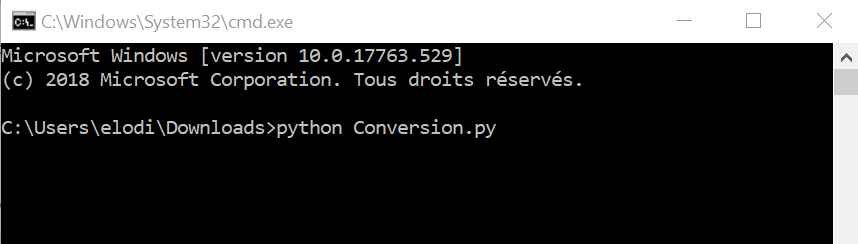 C:\Windows\System32\cmd.exe
Microsoft Windows [version 10.0.17763.529]
(c) 2018 Microsoft Corporation. Tous droits réservés.
C:\Users\elodi\Downloads>python Conversion.py